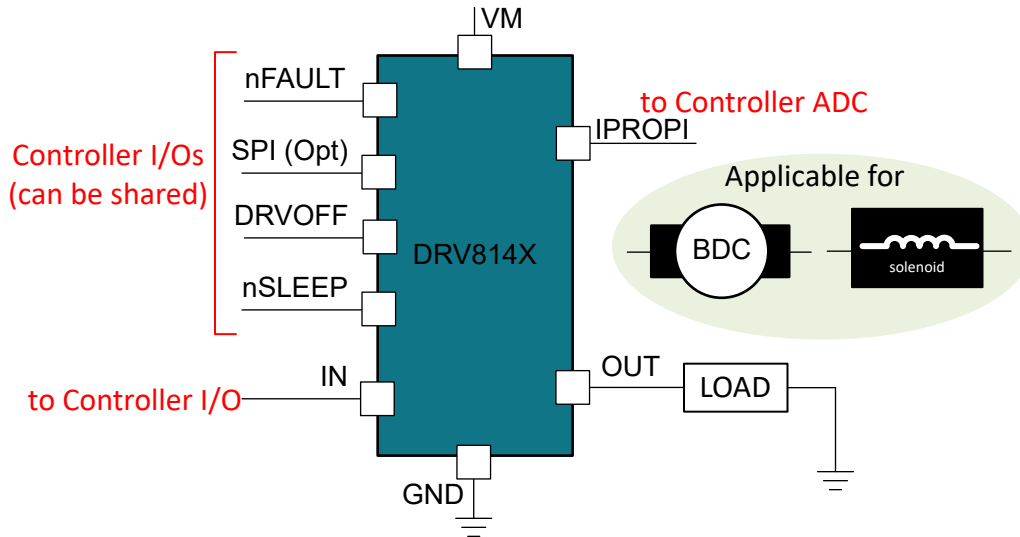 VM
nFAULT
to Controller ADC
IPROPI
Controller I/Os
(can be shared)
SPI (Opt)
Applicable for
DRVOFF
DRV814X
BDC
solenoid
nSLEEP
IN
OUT
to Controller I/O
LOAD
GND